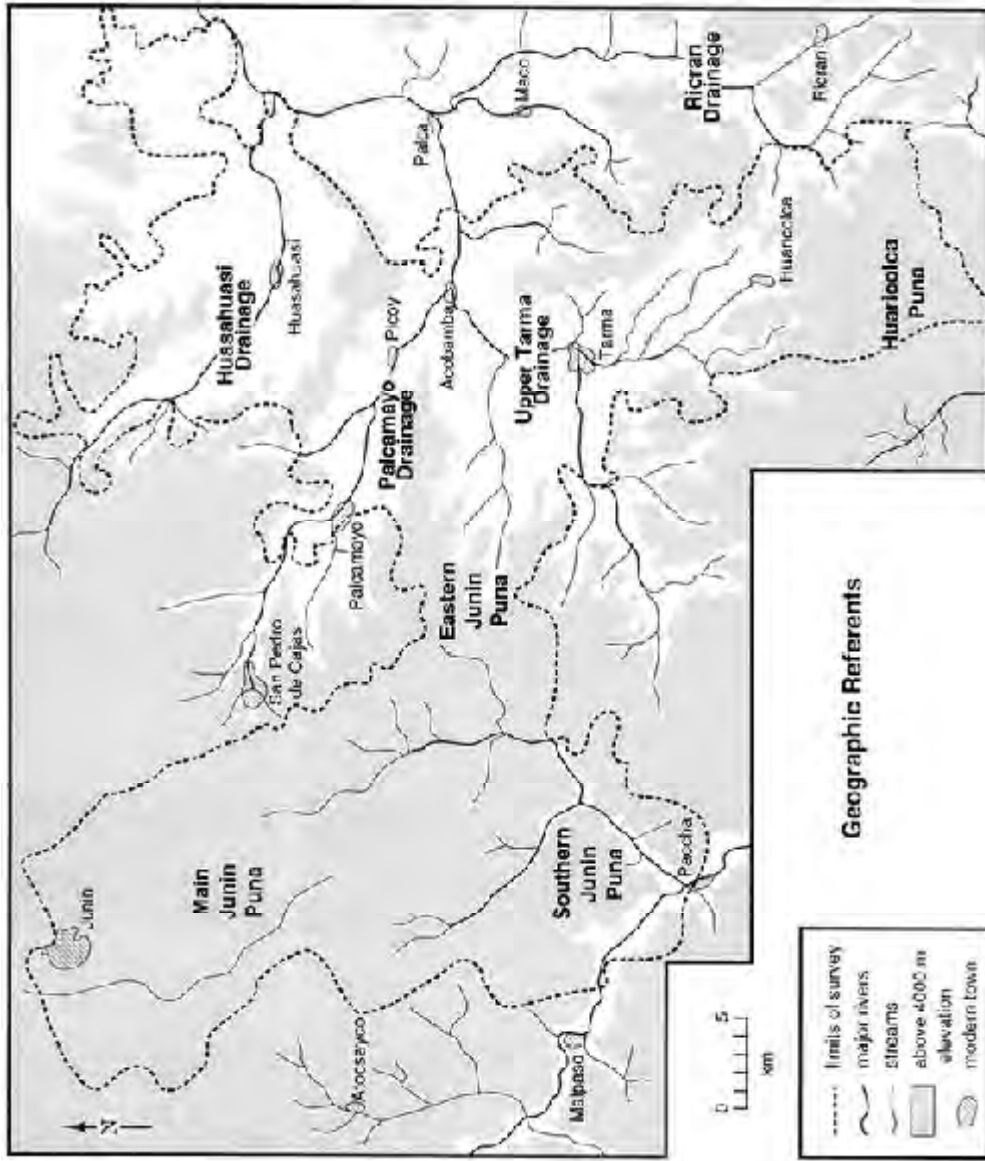 N
Junin
Main
Junin
Puna
San Pedro
de Cajas
Palcamayo
Palcamayo
Drainage
Picoy
Huasahuasi
Drainage
Huasahuasi
Eastern
Junin
Puna
Acobamba
Palca
Maco
Upper Tarma
Drainage
Tarma
Ricran
Drainage
Ricran
Huaricolca
Puna
Southern
Junin
Puna
Paccha
Malpaso
0 5
km
Geographic Referents
limits of survey
major rivers
streams
above 4000 m
elevation
modern town